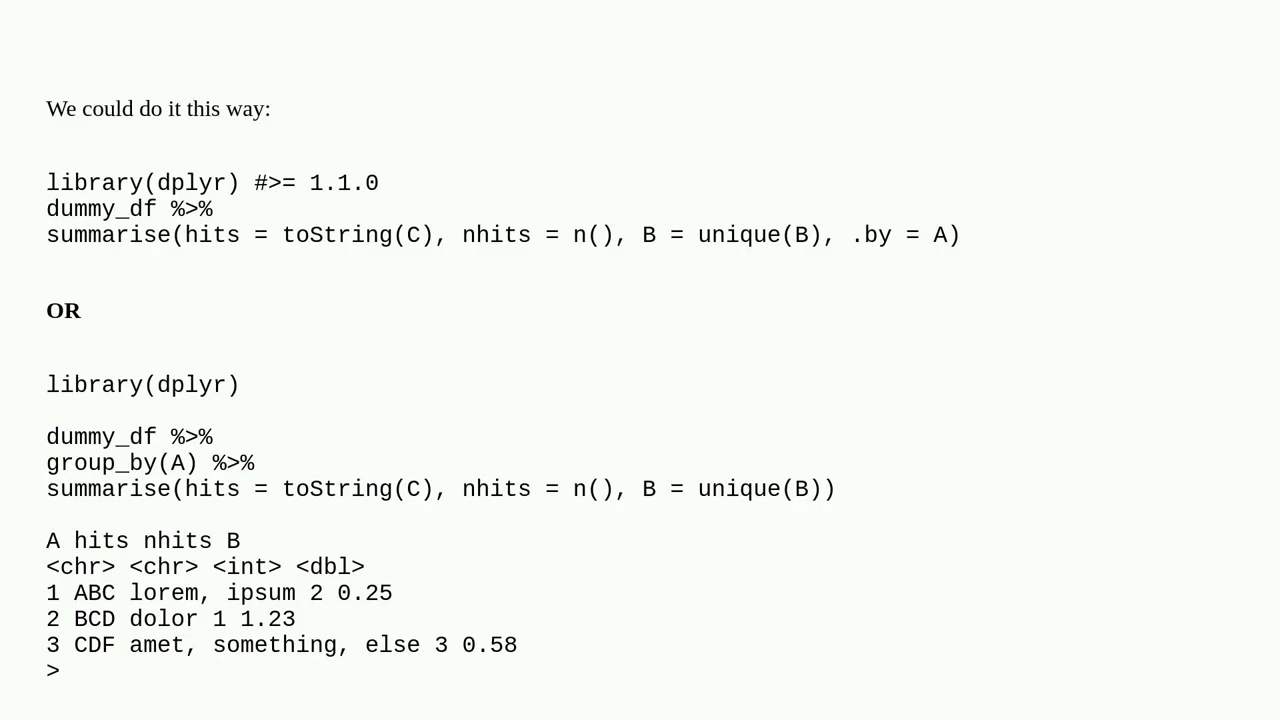 We could do it this way:
library(dplyr) #>= 1.1.0
dummy_df %>%
summarise(hits = toString(C), nhits = n(), B = unique(B), .by = A)
OR
library(dplyr)
dummy_df %>%
group_by(A) %>%
summarise(hits = toString(C), nhits = n(), B = unique(B))
A hits nhits B
<chr> <chr> <int> <dbl>
1 ABC lorem, ipsum 2 0.25
2 BCD dolor 1 1.23
3 CDF amet, something, else 3 0.58
>